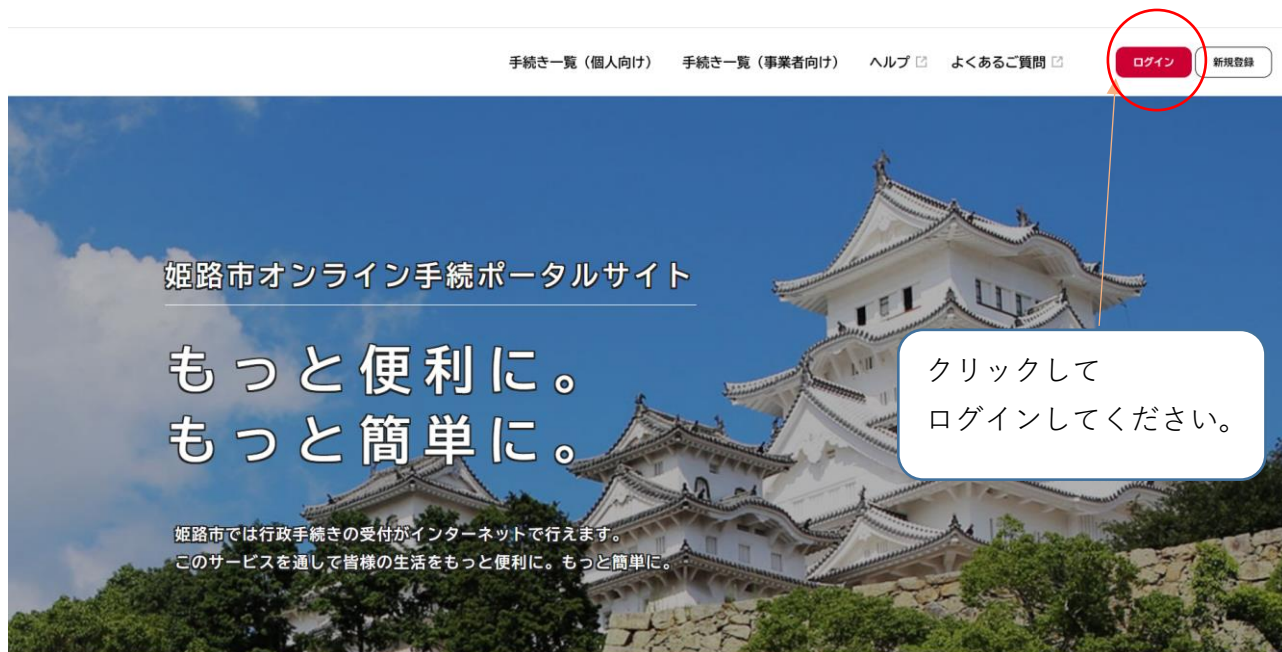 手続き一覧（個人向け） 手続き一覧（事業者向け） ヘルプ よくあるご質問 ログイン 新規登録
姫路市オンライン手続ポータルサイト
もっと便利に。
もっと簡単に。
クリックして
ログインしてください。
姫路市では行政手続きの受付がインターネットで行えます。
このサービスを通して皆様の生活をもっと便利に。もっと簡単に。